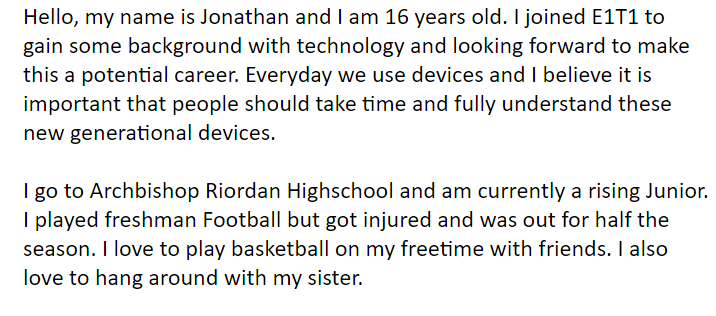 Hello, my name is Jonathan and I am 16 years old. I joined E1T1 to
gain some background with technology and looking forward to make
this a potential career. Everyday we use devices and I believe it is
important that people should take time and fully understand these
new generational devices.
I go to Archbishop Riordan Highschool and am currently a rising Junior.
I played freshman Football but got injured and was out for half the
season. I love to play basketball on my freetime with friends. I also
love to hang around with my sister.